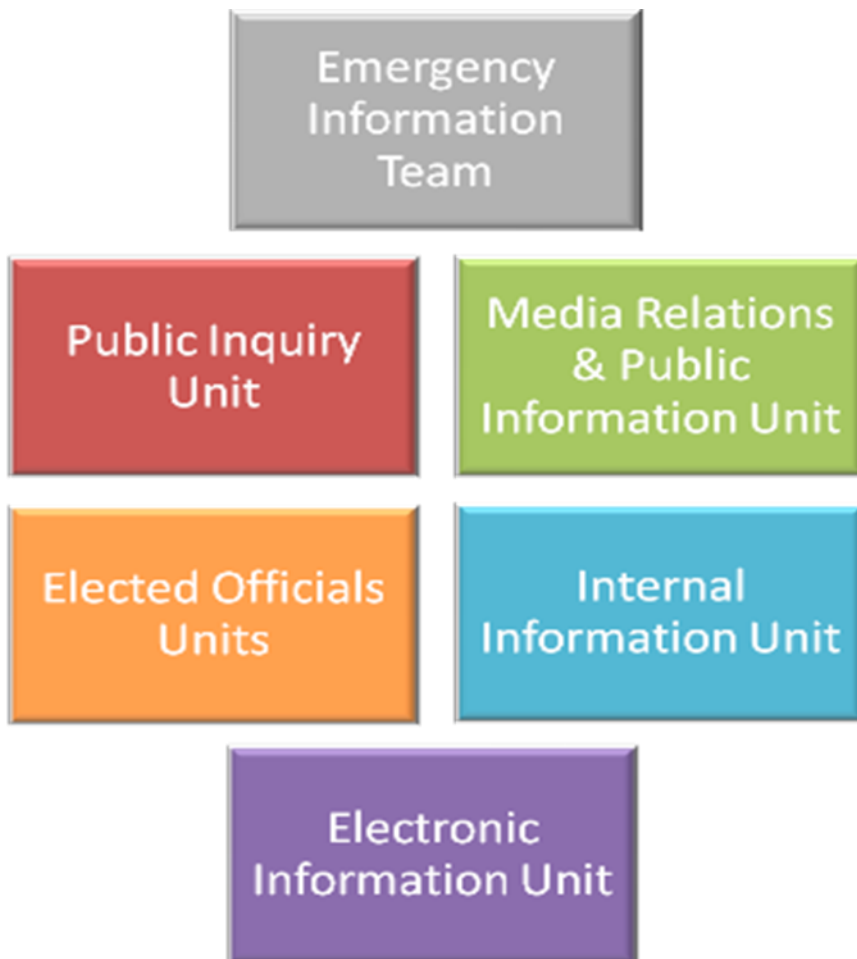 Emergency
Information
Team
Public Inquiry
Unit
Media Relations
& Public
Information Unit
Elected Officials
Units
Internal
Information Unit
Electronic
Information Unit